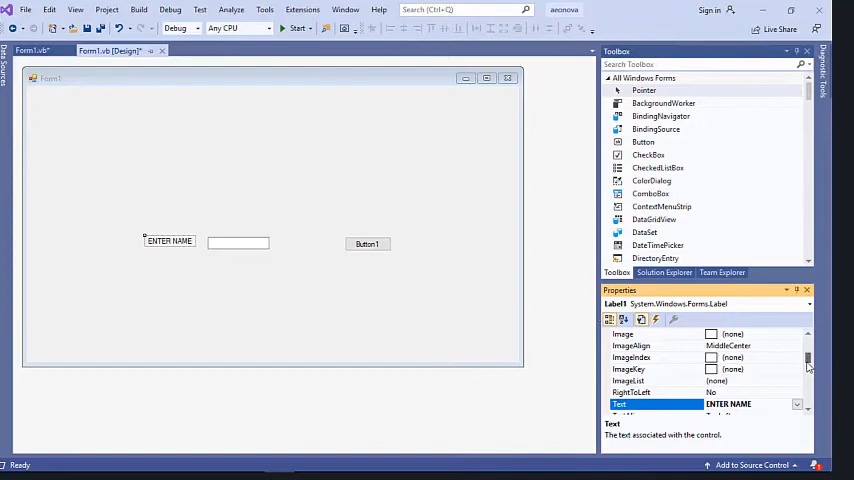 File Edit View Project Build Debug Test Aezolve Tools Extensions Window Help Search (Ctrl+Q) aeonova Sign in
Debug Any CPU Start Live Share
Data Sources
Form1.vb* Form1.vb [Design]*
Form1
ENTER NAME
Button1
Toolbox
Search Toolbox
All Windows Forms
Pointer
BackgroundWorker
BindingNavigator
BindingSource
Button
CheckBox
CheckedListBox
ColorDialog
ComboBox
ContextMenuStrip
DataGridView
DataSet
DateTimePicker
DirectoryEntry
Toolbox Solution Explorer Team Explorer
Diagnostic Tools
Properties
Label1 System.Windows.Forms.Label
Image (none)
ImageAlign MiddleCenter
ImageIndex (none)
ImageKey (none)
ImageList (none)
RightToLeft No
Text ENTER NAME
Text
The text associated with the control.
Ready Add to Source Control